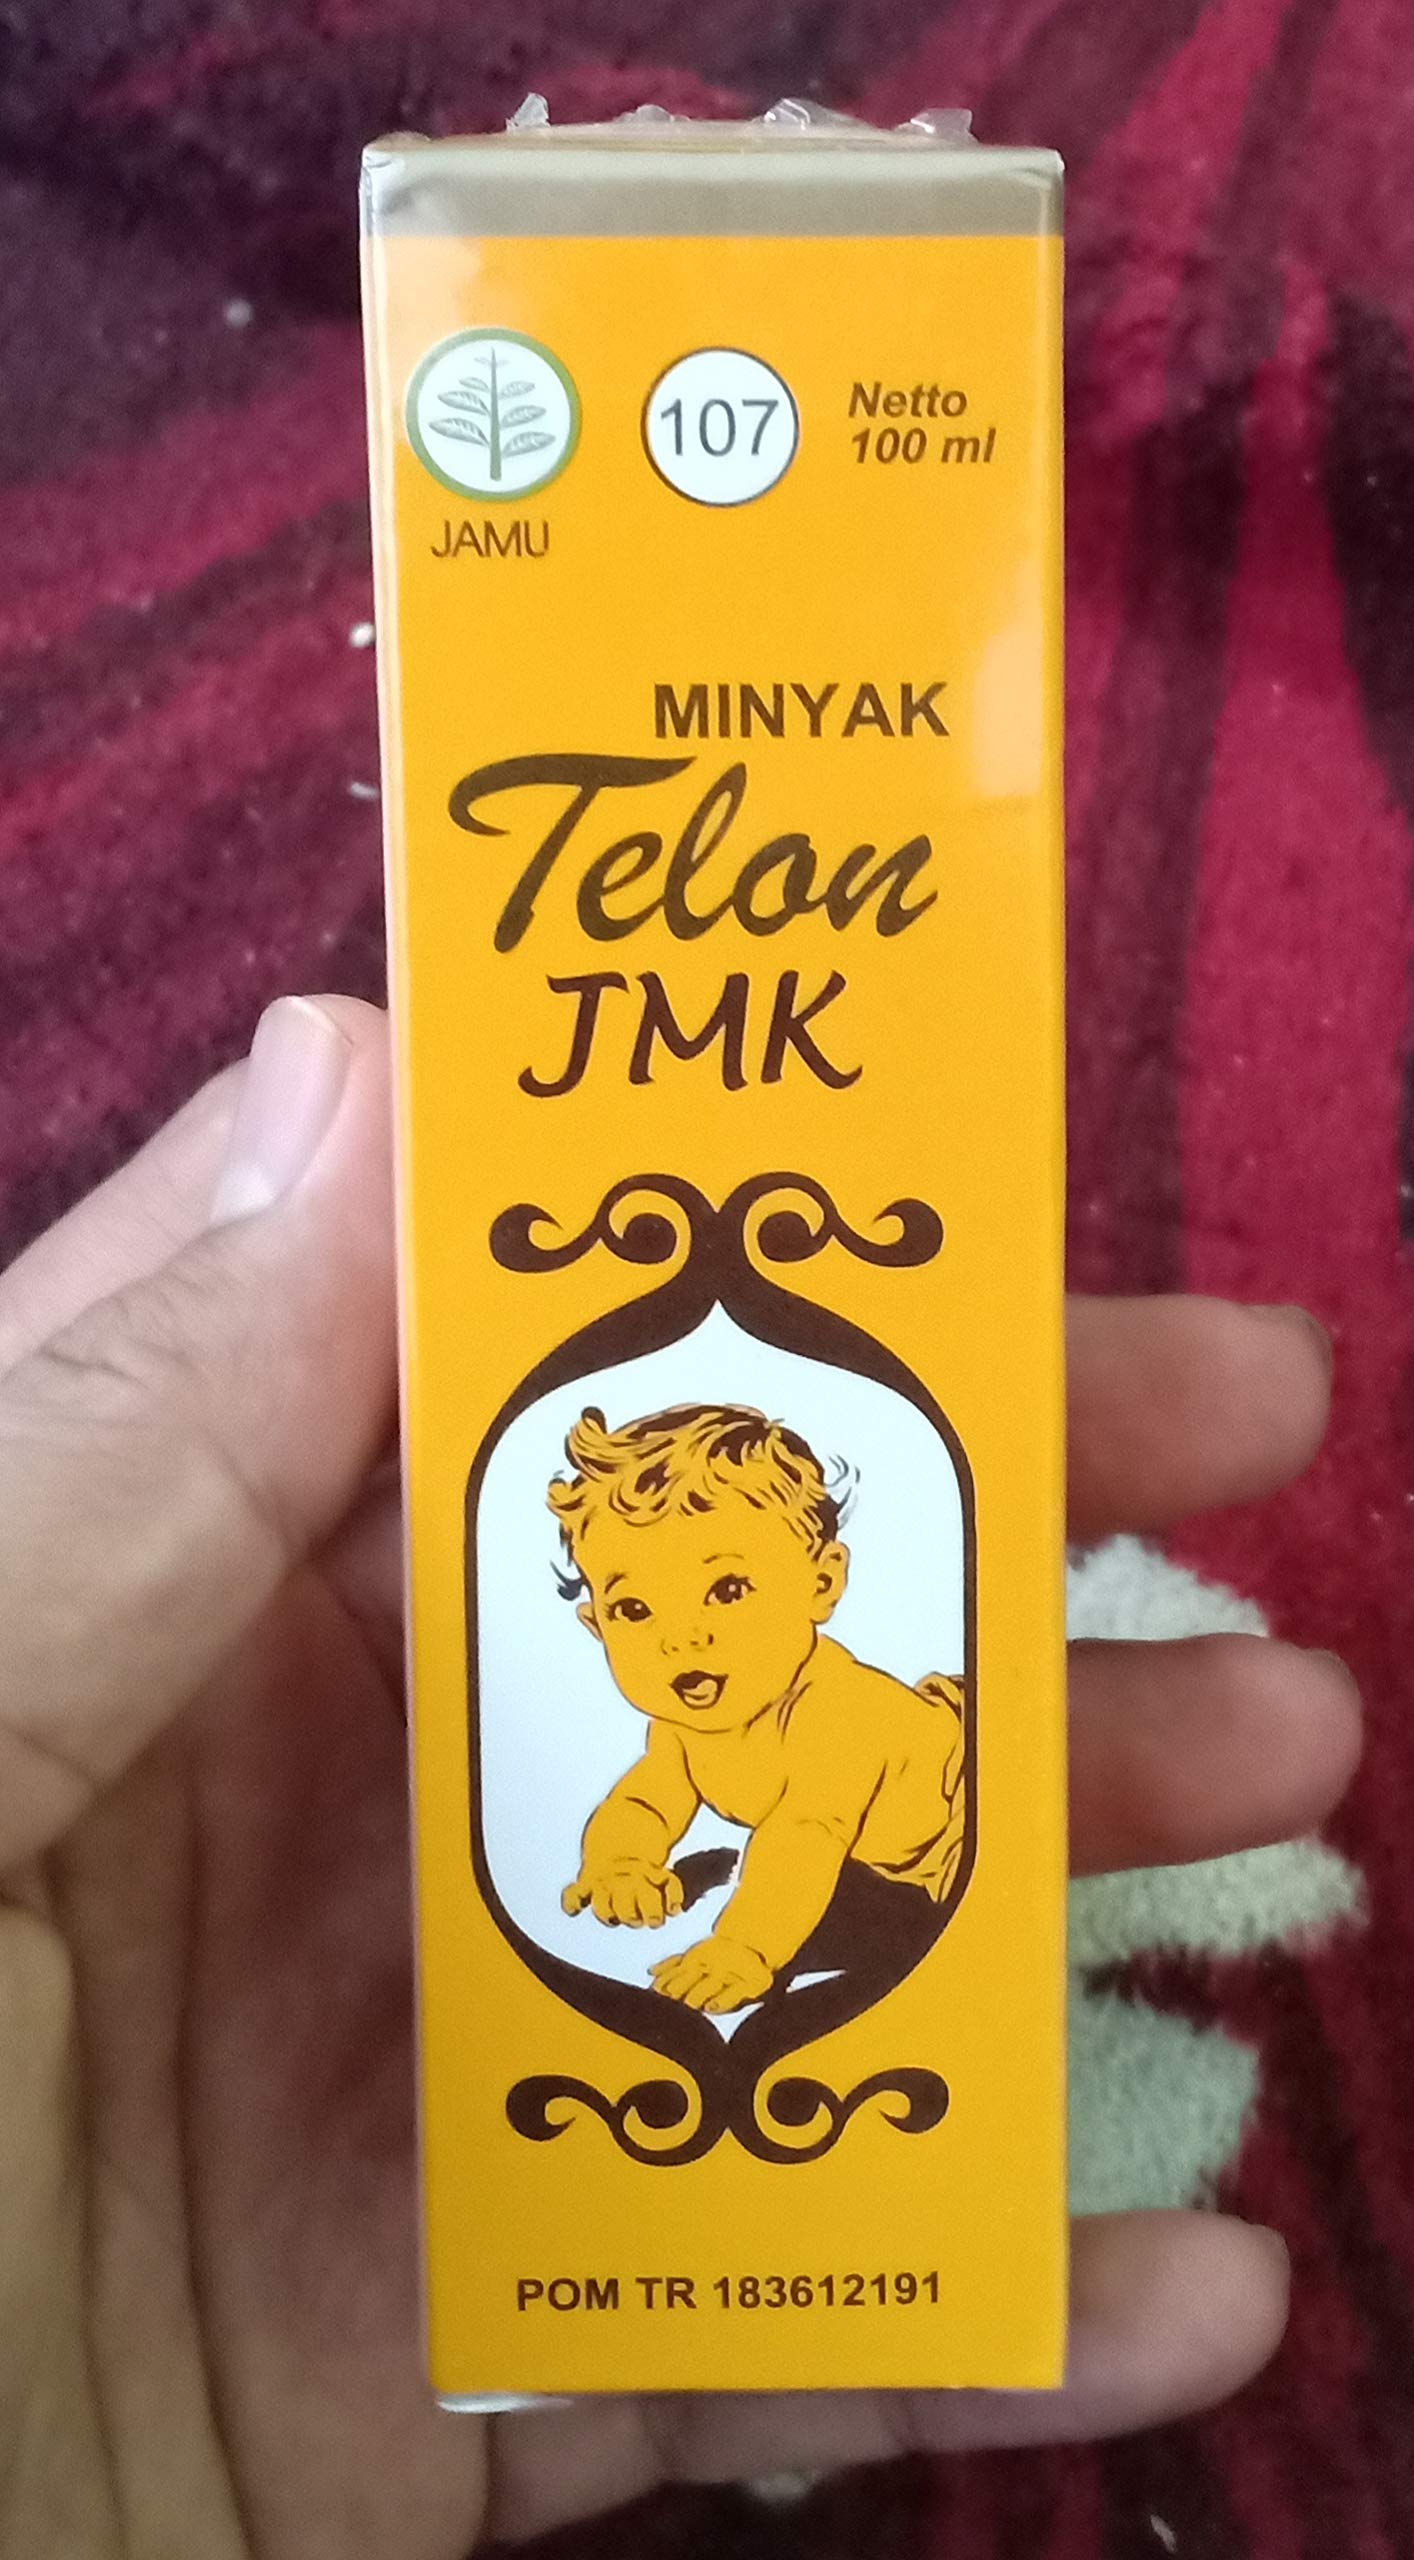 JAMU
107
Netto
100 ml
MINYAK
Telon
JMK
POM TR 183612191